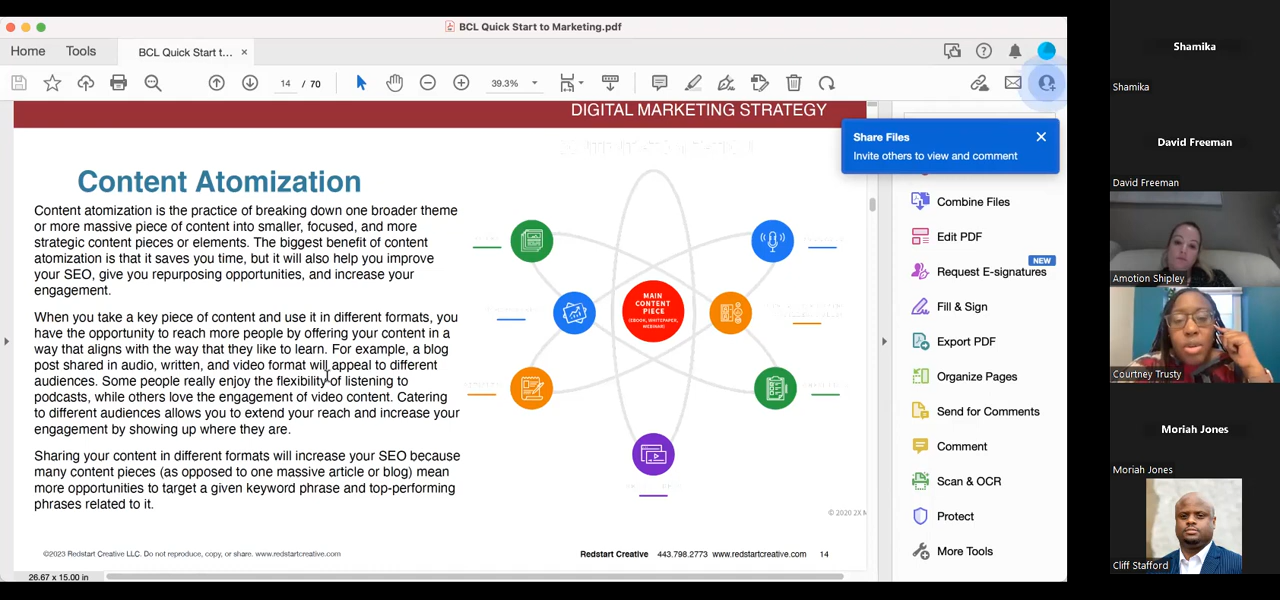 BCL Quick Start to Marketing.pdf
Home
Tools
BCL Quick Start t... ×
14 / 70
39.3%
DIGITAL MARKETING STRATEGY
Share Files
Invite others to view and comment
Content Atomization
Content atomization is the practice of breaking down one broader theme
or more massive piece of content into smaller, focused, and more
strategic content pieces or elements. The biggest benefit of content
atomization is that it saves you time, but it will also help you improve
your SEO, give you repurposing opportunities, and increase your
engagement.
When you take a key piece of content and use it in different formats, you
have the opportunity to reach more people by offering your content in a
way that aligns with the way that they like to learn. For example, a blog
post shared in audio, written, and video format will appeal to different
audiences. Some people really enjoy the flexibility of listening to
podcasts, while others love the engagement of video content. Catering
to different audiences allows you to extend your reach and increase your
engagement by showing up where they are.
Sharing your content in different formats will increase your SEO because
many content pieces (as opposed to one massive article or blog) mean
more opportunities to target a given keyword phrase and top-performing
phrases related to it.
MAIN
CONTENT
PIECE
(EBOOK, WHITEPAPER,
WEBINAR)
© 2020 2X M
©2023 Redstart Creative LLC. Do not reproduce, copy, or share. www.redstartcreative.com
Redstart Creative 443.798.2773 www.redstartcreative.com 14
26.67 x 15.00 in
Combine Files
Edit PDF
NEW
Request E-signatures
Fill & Sign
Export PDF
Organize Pages
Send for Comments
Comment
Scan & OCR
Protect
More Tools
Shamika
Shamika
David Freeman
David Freeman
Amotion Shipley
Courtney Trusty
Moriah Jones
Moriah Jones
Cliff Stafford